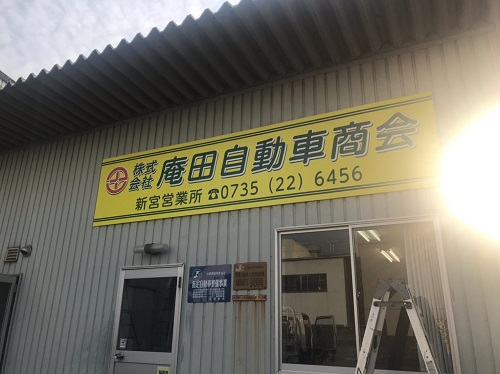 株式
会社 庵田自動車商会
新宮営業所 ☎0735 (22) 6456